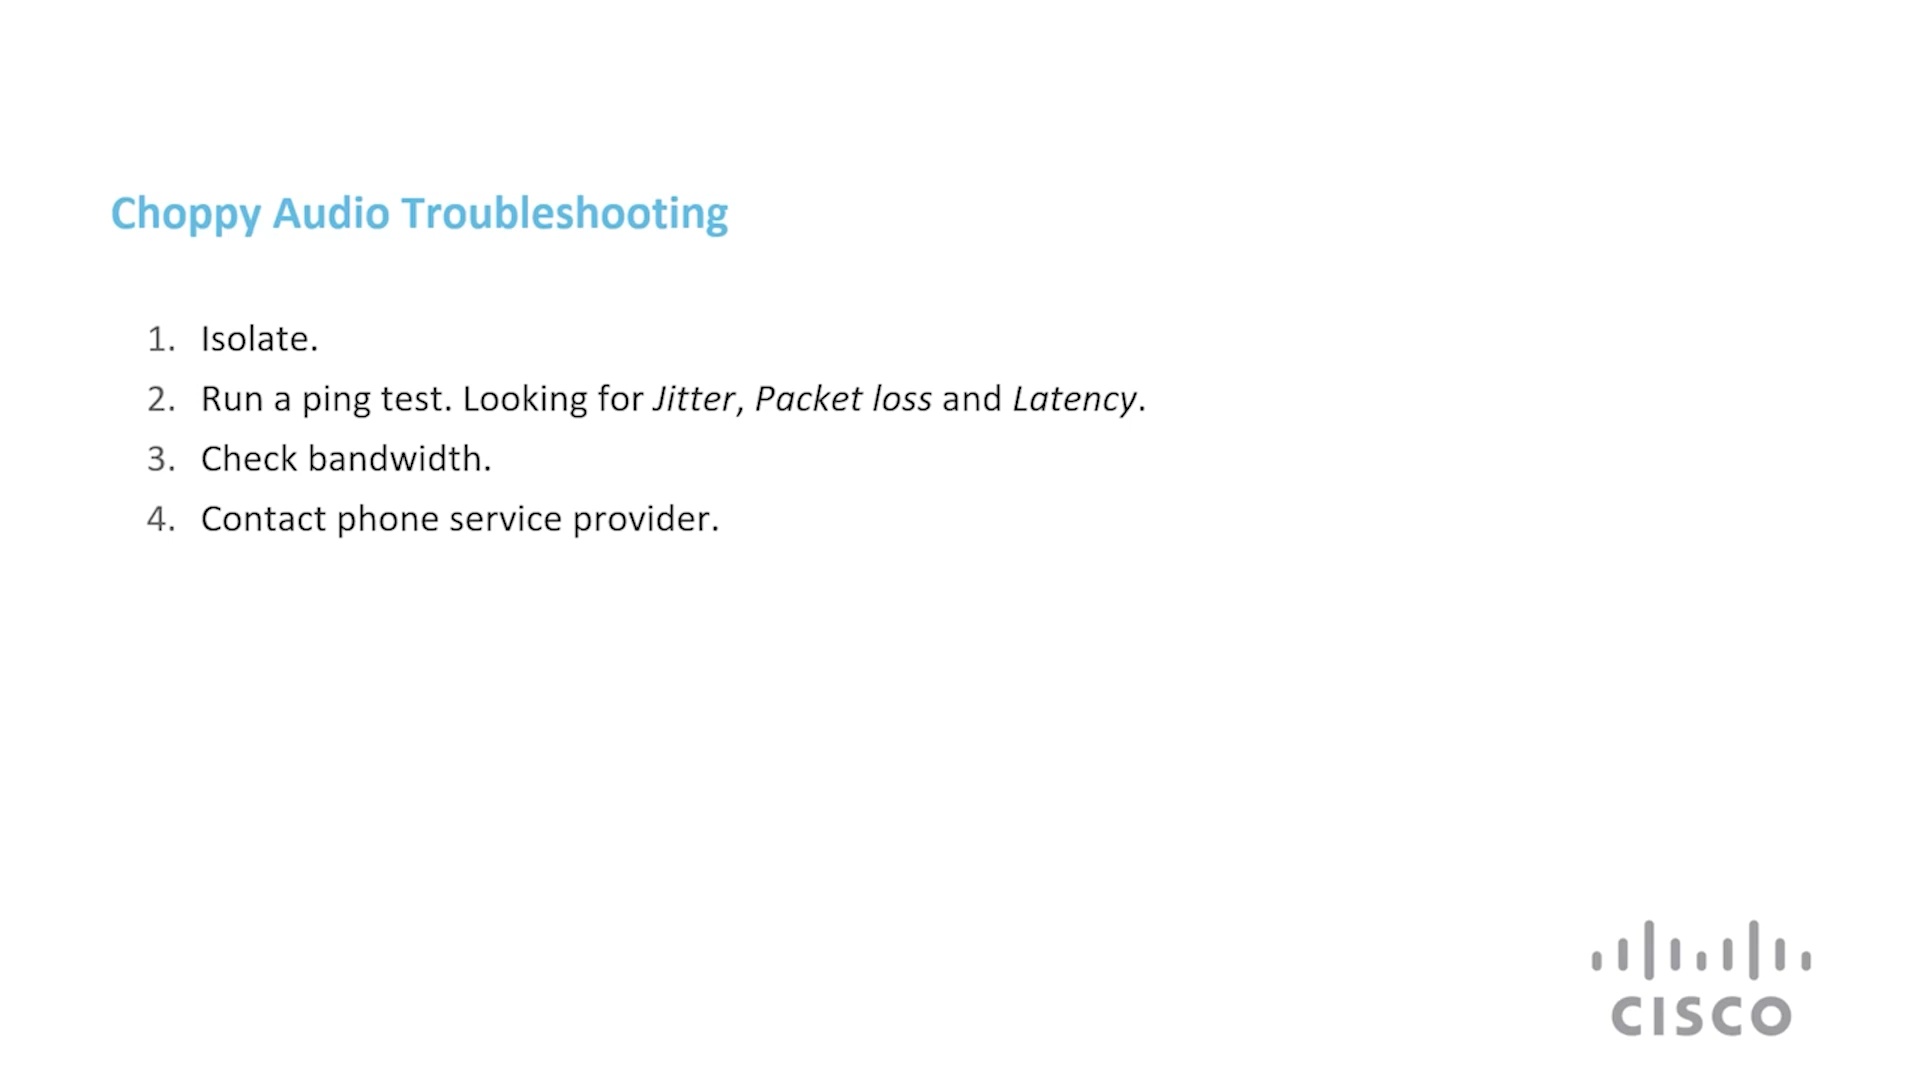 Choppy Audio Troubleshooting
1. Isolate.
2. Run a ping test. Looking for Jitter, Packet loss and Latency.
3. Check bandwidth.
4. Contact phone service provider.
CISCO